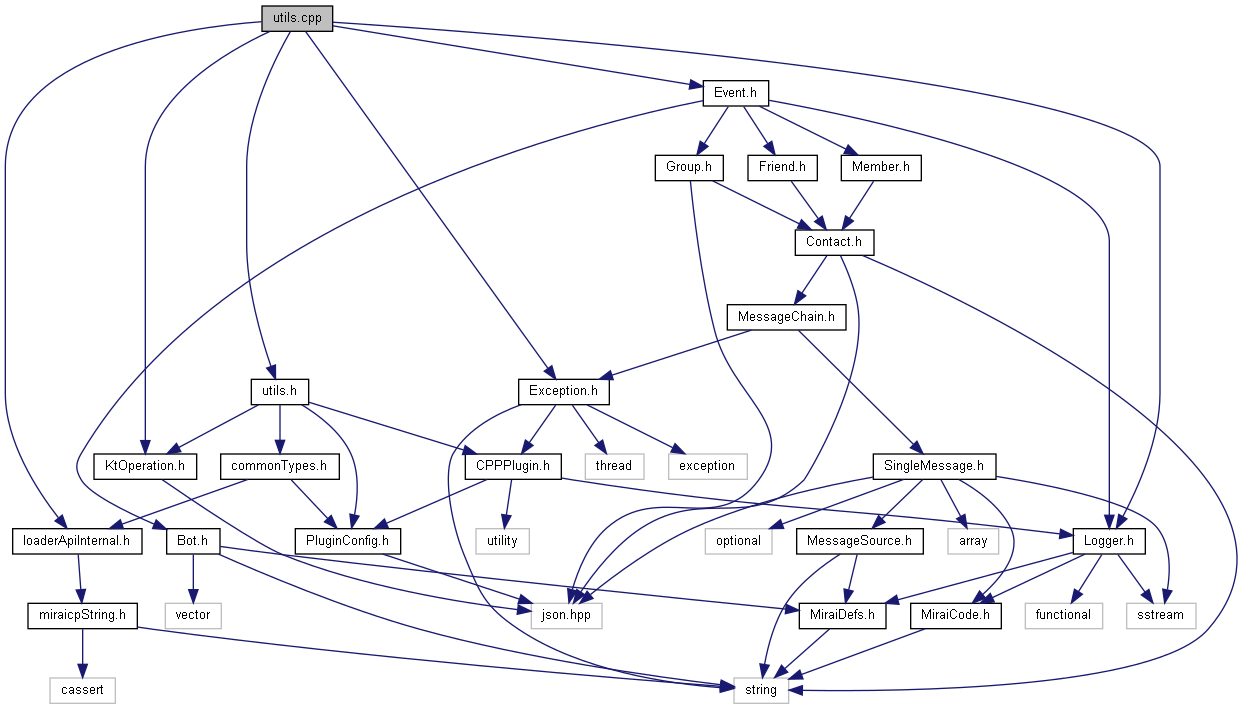 utils.cpp
Event.h
Group.h
Friend.h
Member.h
Contact.h
MessageChain.h
utils.h
Exception.h
KtOperation.h
commonTypes.h
CPPPlugin.h
thread
exception
SingleMessage.h
loaderApiInternal.h
Bot.h
PluginConfig.h
utility
optional
MessageSource.h
array
Logger.h
miraicpString.h
vector
json.hpp
MiraiDefs.h
MiraiCode.h
functional
sstream
cassert
string